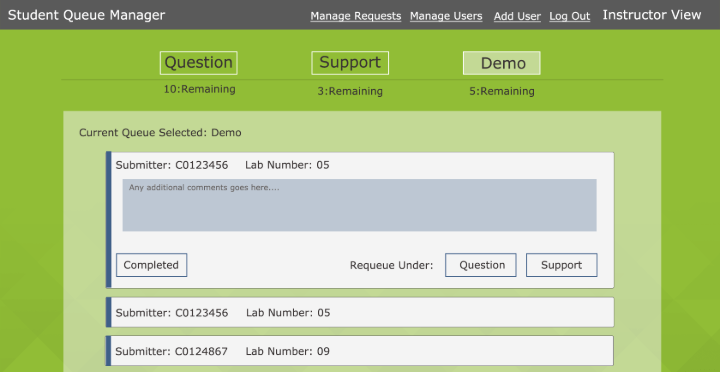 Student Queue Manager Manage Requests Manage Users Add User Log Out Instructor View
Question Support Demo
10:Remaining 3:Remaining 5:Remaining
Current Queue Selected: Demo
Submitter: C0123456 Lab Number: 05
Any additional comments goes here....
Completed Requeue Under: Question Support
Submitter: C0123456 Lab Number: 05
Submitter: C0124867 Lab Number: 09